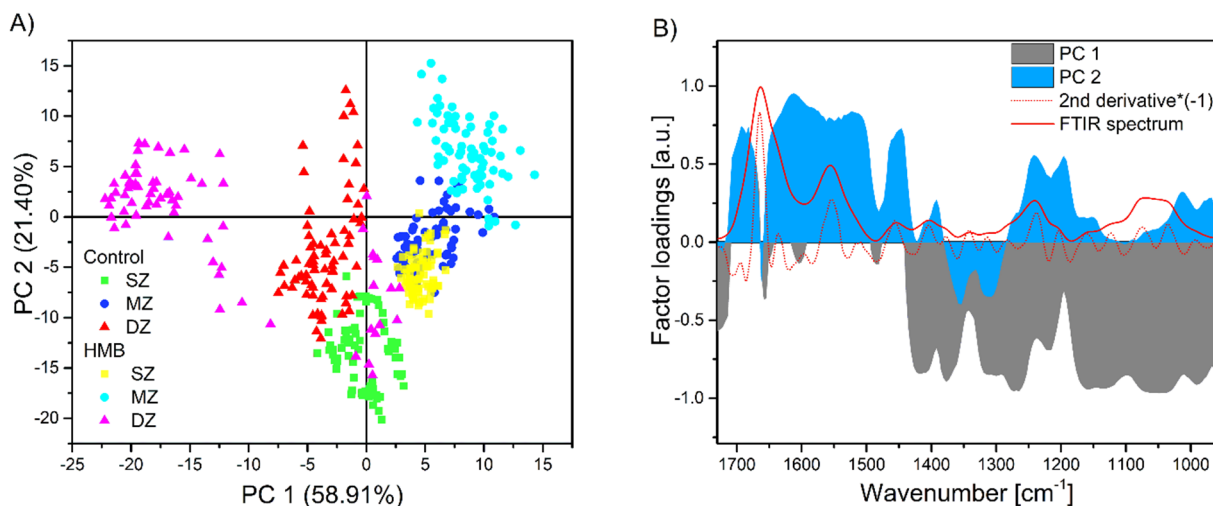 A)
PC 2 (21.40%)
15
10
5
0
-5
-10
-15
-20
Control
SZ
MZ
DZ
HMB
SZ
MZ
DZ
-25 -20 -15 -10 -5 0 5 10 15
PC 1 (58.91%)
B)
Factor loadings [a.u.]
1.0
0.5
0.0
-0.5
-1.0
PC 1
PC 2
2nd derivative*(-1)
FTIR spectrum
1700 1600 1500 1400 1300 1200 1100 1000
Wavenumber [cm-1]